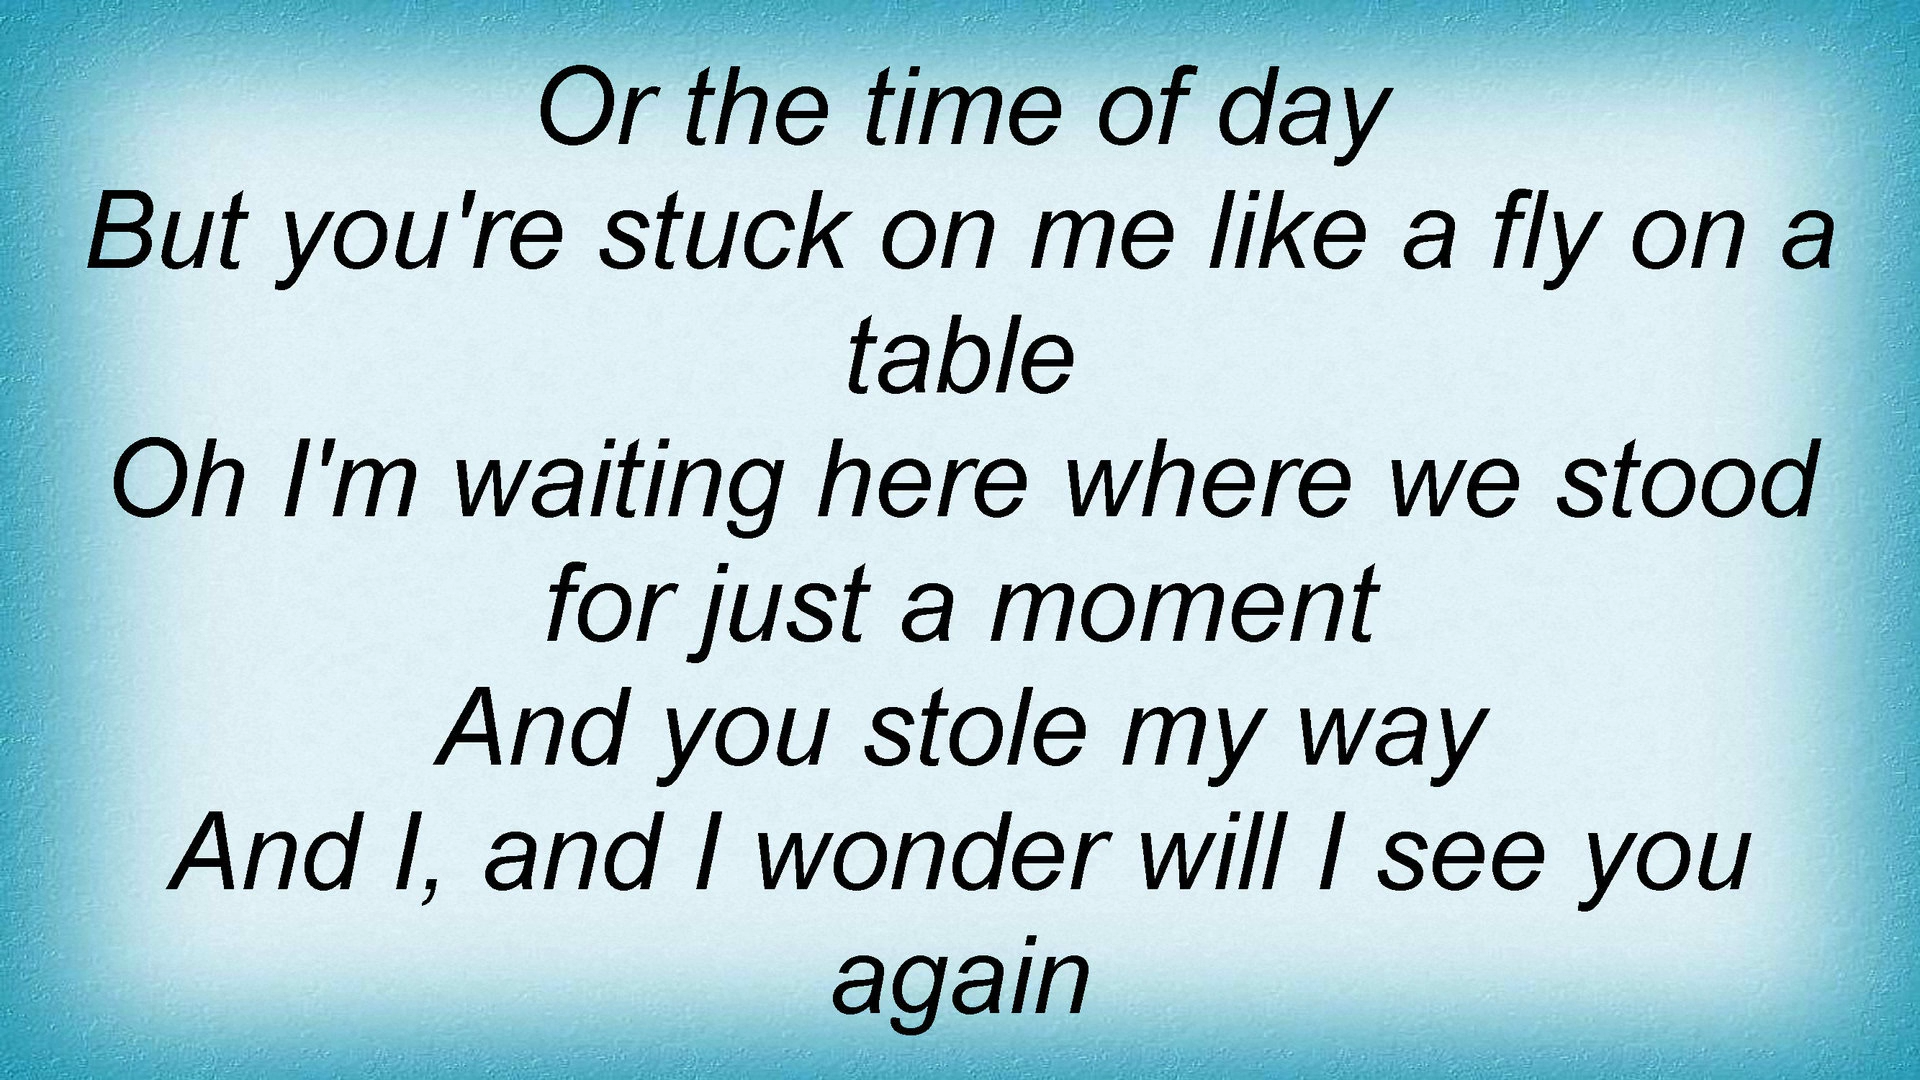 Or the time of day
But you're stuck on me like a fly on a
table
Oh I'm waiting here where we stood
for just a moment
And you stole my way
And I, and I wonder will I see you
again